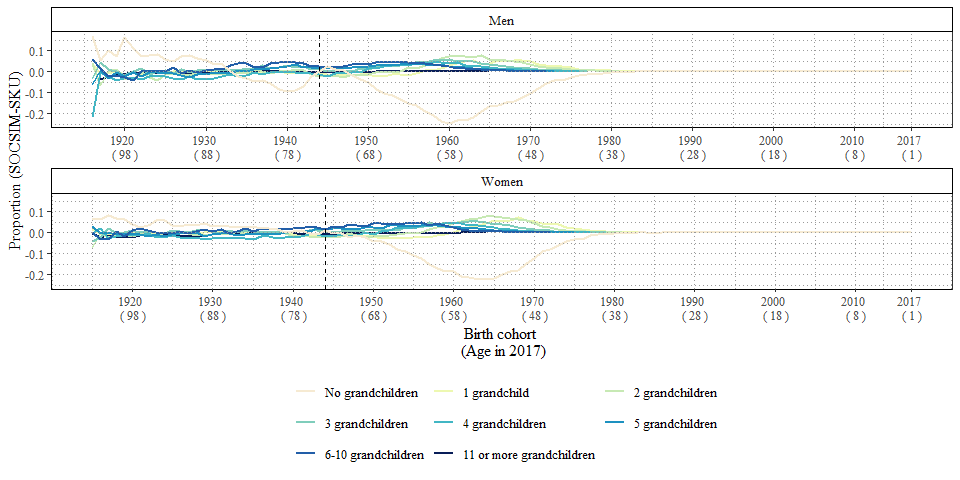 Men
0.1
0.0
-0.1
-0.2
1920 1930 1940 1950 1960 1970 1980 1990 2000 2010 2017
( 98) ( 88) ( 78) ( 68) ( 58) ( 48) ( 38) ( 28) ( 18) ( 8) ( 1)
Proportion (SOCSIM-SKU)
Women
0.1
0.0
-0.1
-0.2
1920 1930 1940 1950 1960 1970 1980 1990 2000 2010 2017
( 98) ( 88) ( 78) ( 68) ( 58) ( 48) ( 38) ( 28) ( 18) ( 8) ( 1)
Birth cohort
(Age in 2017)
No grandchildren 1 grandchild 2 grandchildren
3 grandchildren 4 grandchildren 5 grandchildren
6-10 grandchildren 11 or more grandchildren